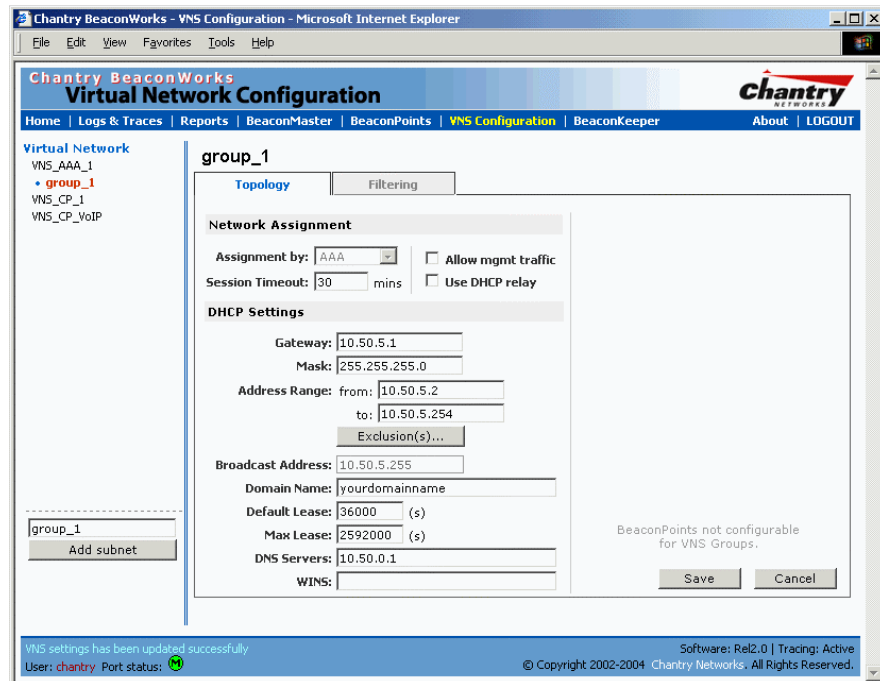 Chantry BeaconWorks - VNS Configuration - Microsoft Internet Explorer
File Edit View Favorites Tools Help
Chantry BeaconWorks
Virtual Network Configuration
Chantry
NETWORKS
Home | Logs & Traces | Reports | BeaconMaster | BeaconPoints | VNS Configuration | BeaconKeeper About | LOGOUT
Virtual Network
VNS_AAA_1
• group_1
VNS_CP_1
VNS_CP_VoIP
group_1
Add subnet
group_1
Topology Filtering
Network Assignment
Assignment by: AAA
Allow mgmt traffic
Session Timeout: 30 mins
Use DHCP relay
DHCP Settings
Gateway: 10.50.5.1
Mask: 255.255.255.0
Address Range: from: 10.50.5.2
to: 10.50.5.254
Exclusion(s)...
Broadcast Address: 10.50.5.255
Domain Name: yourdomainname
Default Lease: 36000 (s)
Max Lease: 2592000 (s)
DNS Servers: 10.50.0.1
WINS:
BeaconPoints not configurable
for VNS Groups.
Save Cancel
VNS settings has been updated successfully
User: chantry Port status: M
Software: Rel2.0 | Tracing: Active
© Copyright 2002-2004 Chantry Networks. All Rights Reserved.